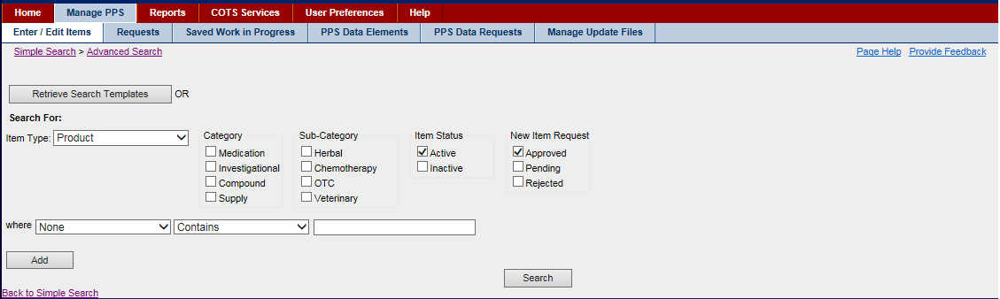 Home Manage PPS Reports COTS Services User Preferences Help
Enter / Edit Items Requests Saved Work in Progress PPS Data Elements PPS Data Requests Manage Update Files
Simple Search > Advanced Search Page Help Provide Feedback
Retrieve Search Templates OR
Search For:
Item Type: Product
Category
Medication
Investigational
Compound
Supply
Sub-Category
Herbal
Chemotherapy
OTC
Veterinary
Item Status
Active
Inactive
New Item Request
Approved
Pending
Rejected
where None Contains
Add
Search
Back to Simple Search